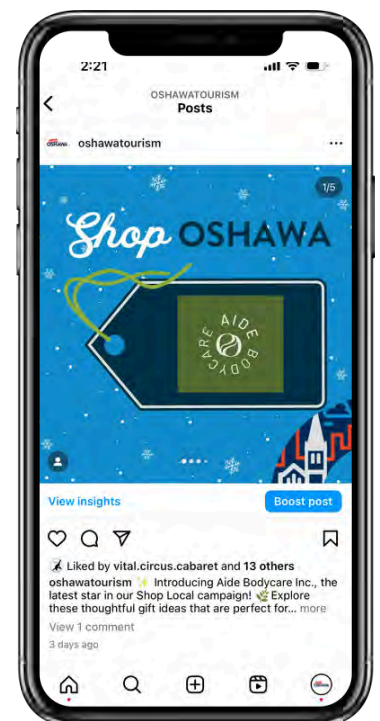 2:21
OSHAWATOURISM
Posts
OSHAWA
oshawatourism
1/5
Shop OSHAWA
AIDE BODYCARE
View insights
Boost post
Liked by vital.circus.cabaret and 13 others
oshawatourism ✨ Introducing Aide Bodycare Inc., the
latest star in our Shop Local campaign! 🌿Explore
these thoughtful gift ideas that are perfect for... more
View 1 comment
3 days ago